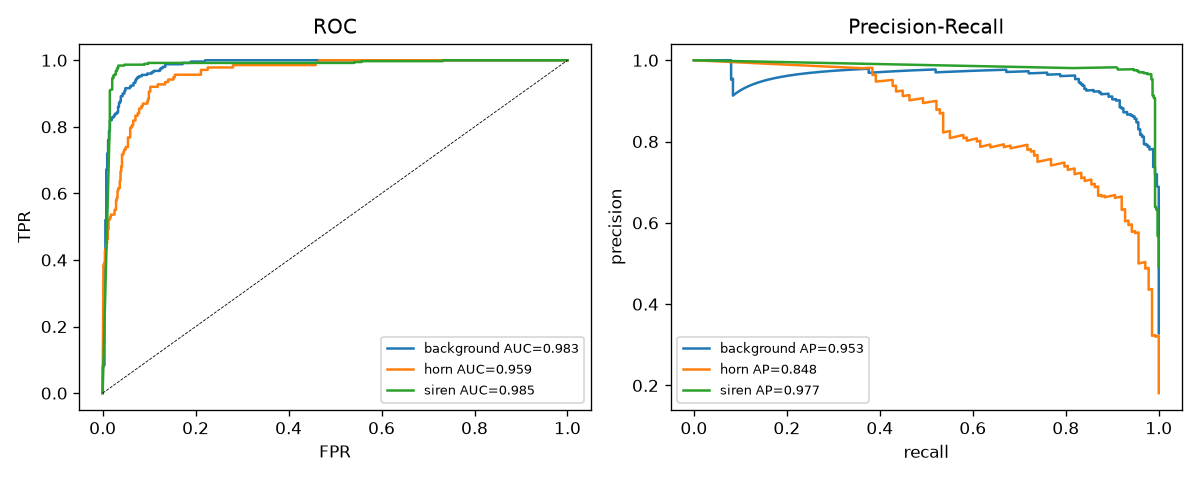 ROC
1.0
0.8
0.6
0.4
0.2
0.0
TPR
0.0 0.2 0.4 0.6 0.8 1.0
FPR
background AUC=0.983
horn AUC=0.959
siren AUC=0.985
Precision-Recall
1.0
0.8
0.6
0.4
0.2
precision
0.0 0.2 0.4 0.6 0.8 1.0
recall
background AP=0.953
horn AP=0.848
siren AP=0.977